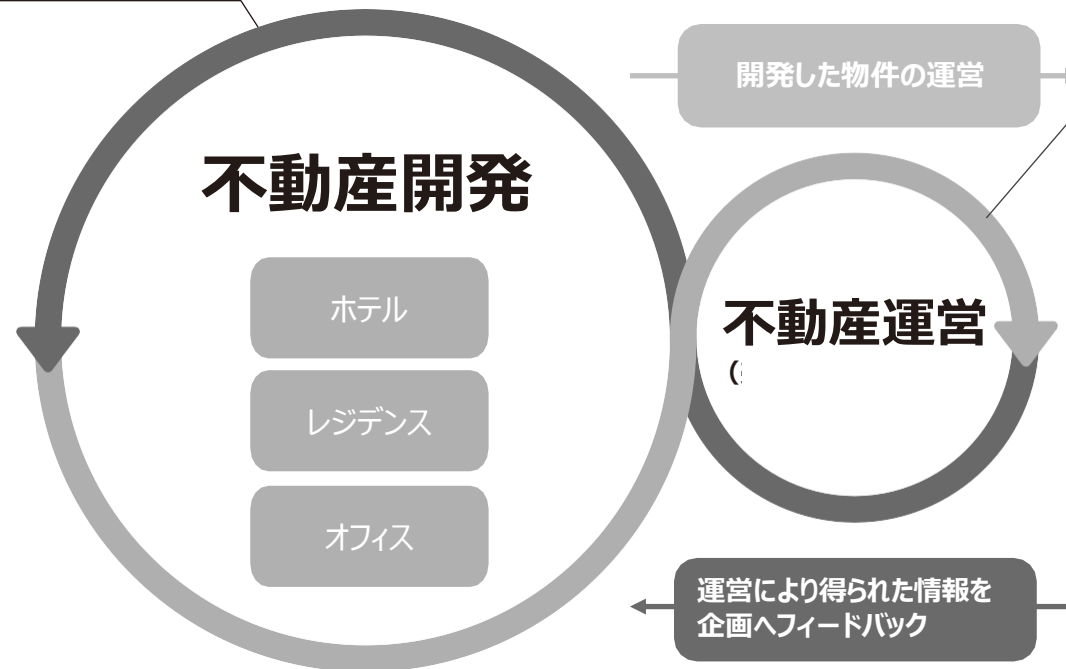 開発した物件の運営
不動産開発
ホテル
レジデンス
オフィス
不動産運営
(
運営により得られた情報を
企画へフィードバック